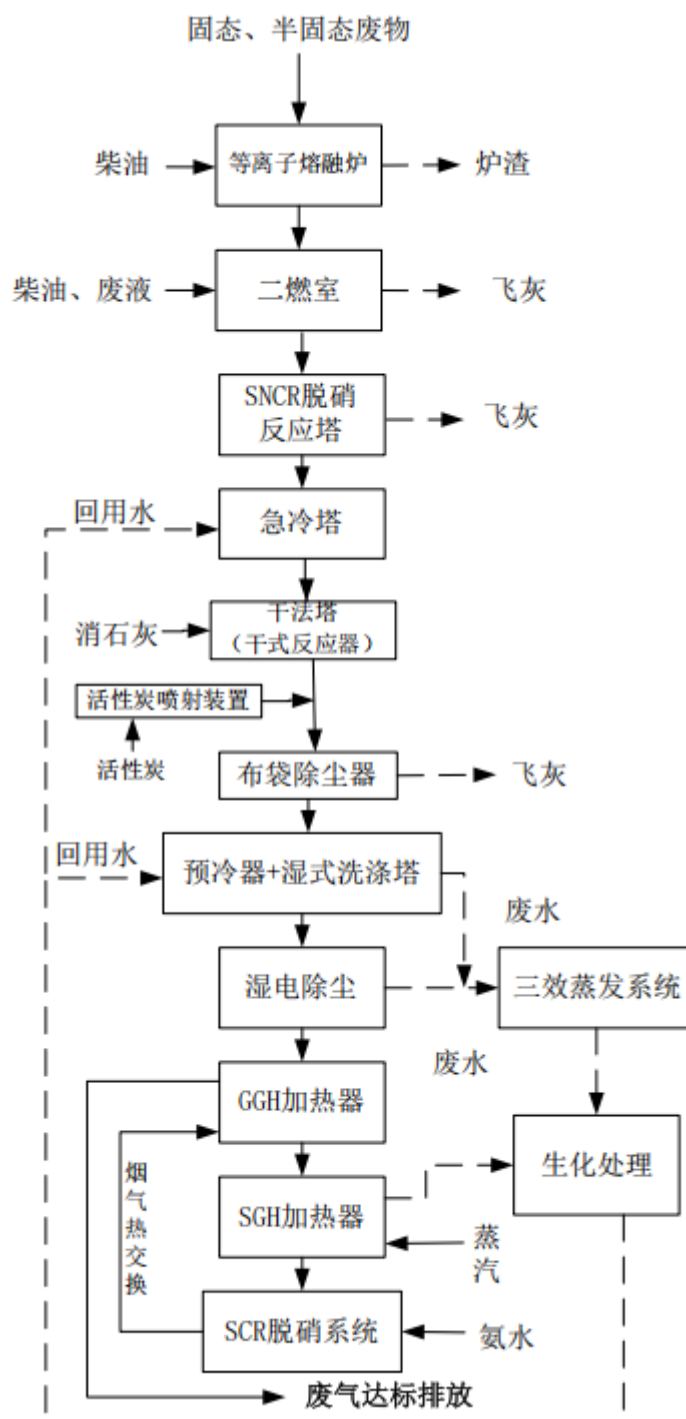 固态、半固态废物
柴油
等离子熔融炉
炉渣
柴油、废液
二燃室
飞灰
SNCR脱硝
反应塔
飞灰
回用水
急冷塔
消石灰
干法塔
（干式反应器）
活性炭喷射装置
活性炭
布袋除尘器
飞灰
回用水
预冷器+湿式洗涤塔
废水
湿电除尘
三效蒸发系统
废水
GGH加热器
生化处理
烟气热交换
SGH加热器
蒸汽
SCR脱硝系统
氨水
废气达标排放